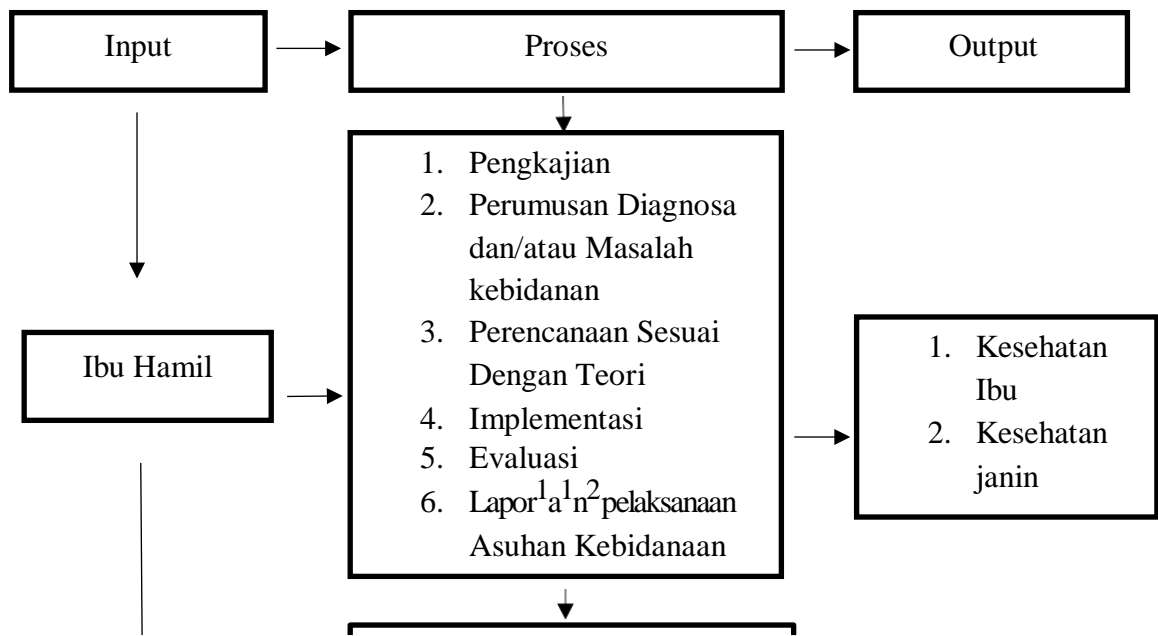 Input
Proses
Output
1. Pengkajian
2. Perumusan Diagnosa
dan/atau Masalah
kebidanan
3. Perencanaan Sesuai
Dengan Teori
4. Implementasi
5. Evaluasi
6. Lapor1a1n2pelaksanaan
Asuhan Kebidanaan
Ibu Hamil
1. Kesehatan
Ibu
2. Kesehatan
janin